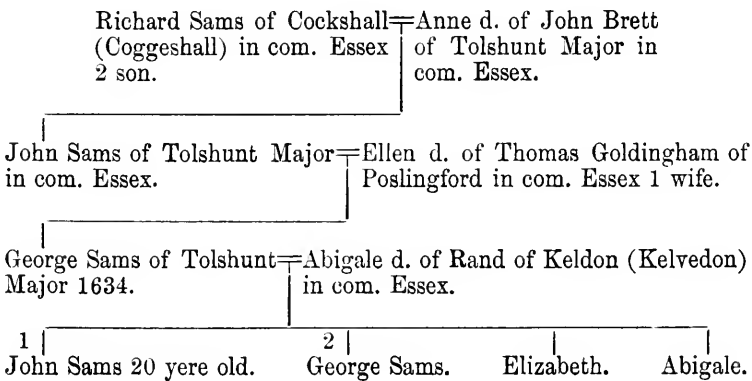 Richard Sams of Cockshall=Anne d. of John Brett
(Coggeshall) in com. Essex of Tolshunt Major in
2 son. com. Essex.
John Sams of Tolshunt Major=Ellen d. of Thomas Goldingham of
in com. Essex. Poslingford in com. Essex 1 wife.
George Sams of Tolshunt=Abigale d. of Rand of Keldon (Kelvedon)
Major 1634. in com. Essex.
1 2
John Sams 20 yere old. George Sams. Elizabeth. Abigale.